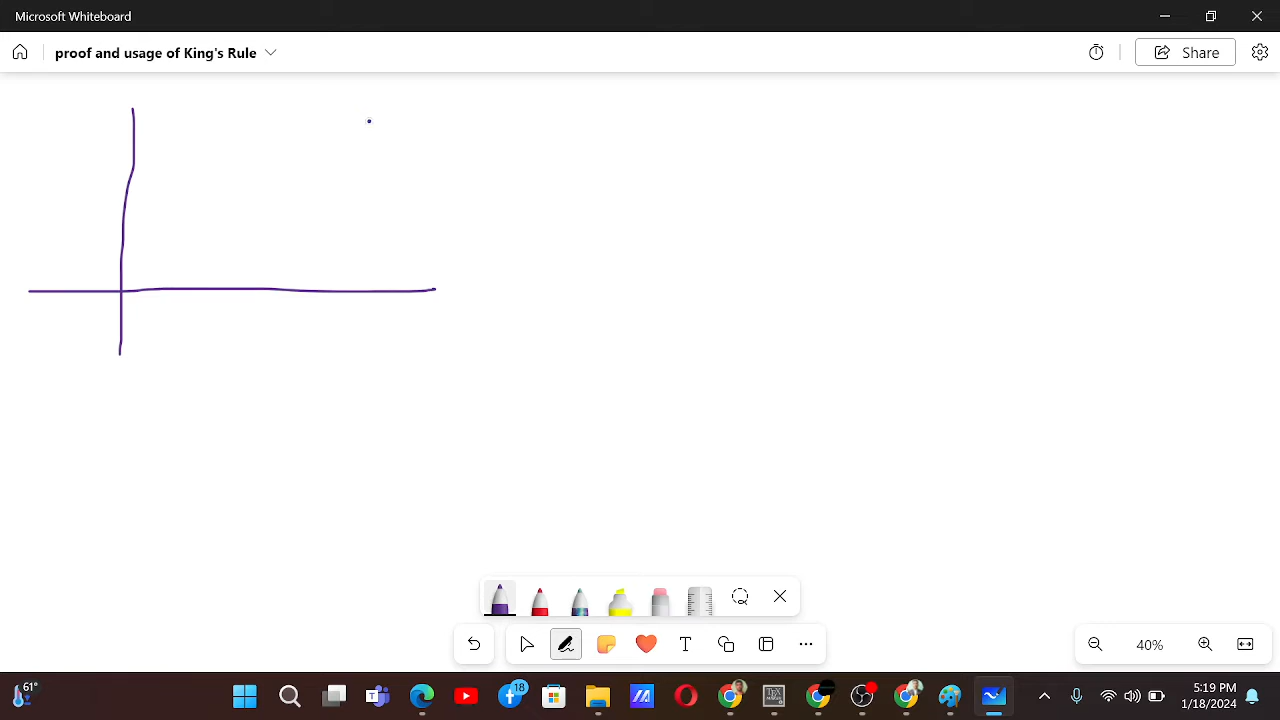 Microsoft Whiteboard
proof and usage of King's Rule
Share
40%
61°
18
5:19 PM
1/18/2024